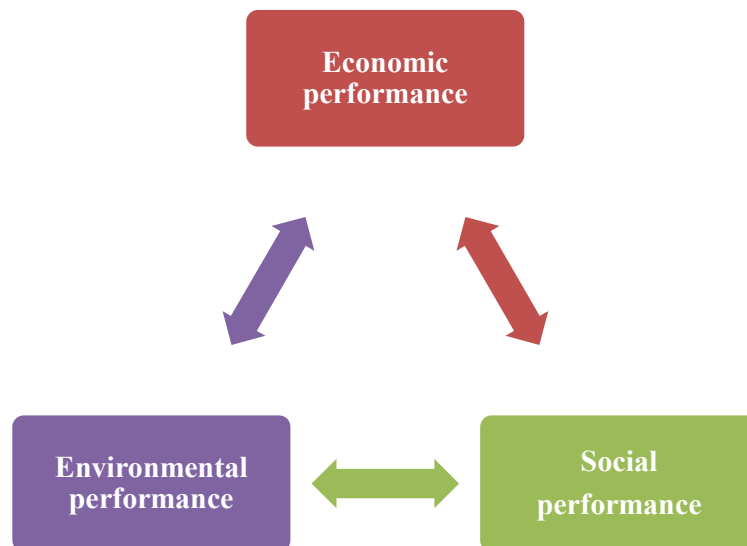 Economic
performance
Environmental
performance
Social
performance